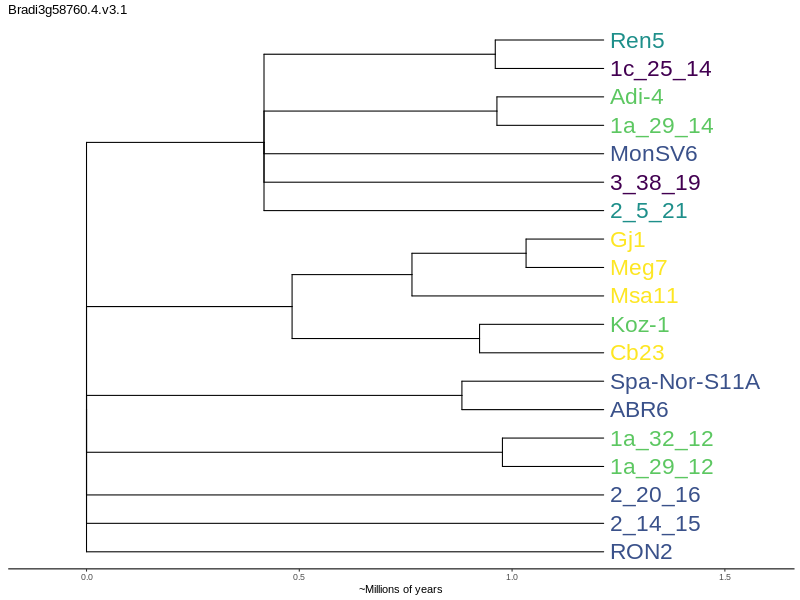 Bradi3g58760.4.v3.1
Ren5
1c_25_14
Adi-4
1a_29_14
MonSV6
3_38_19
2_5_21
Gj1
Meg7
Msa11
Koz-1
Cb23
Spa-Nor-S11A
ABR6
1a_32_12
1a_29_12
2_20_16
2_14_15
RON2
0.0 0.5 1.0 1.5
~Millions of years